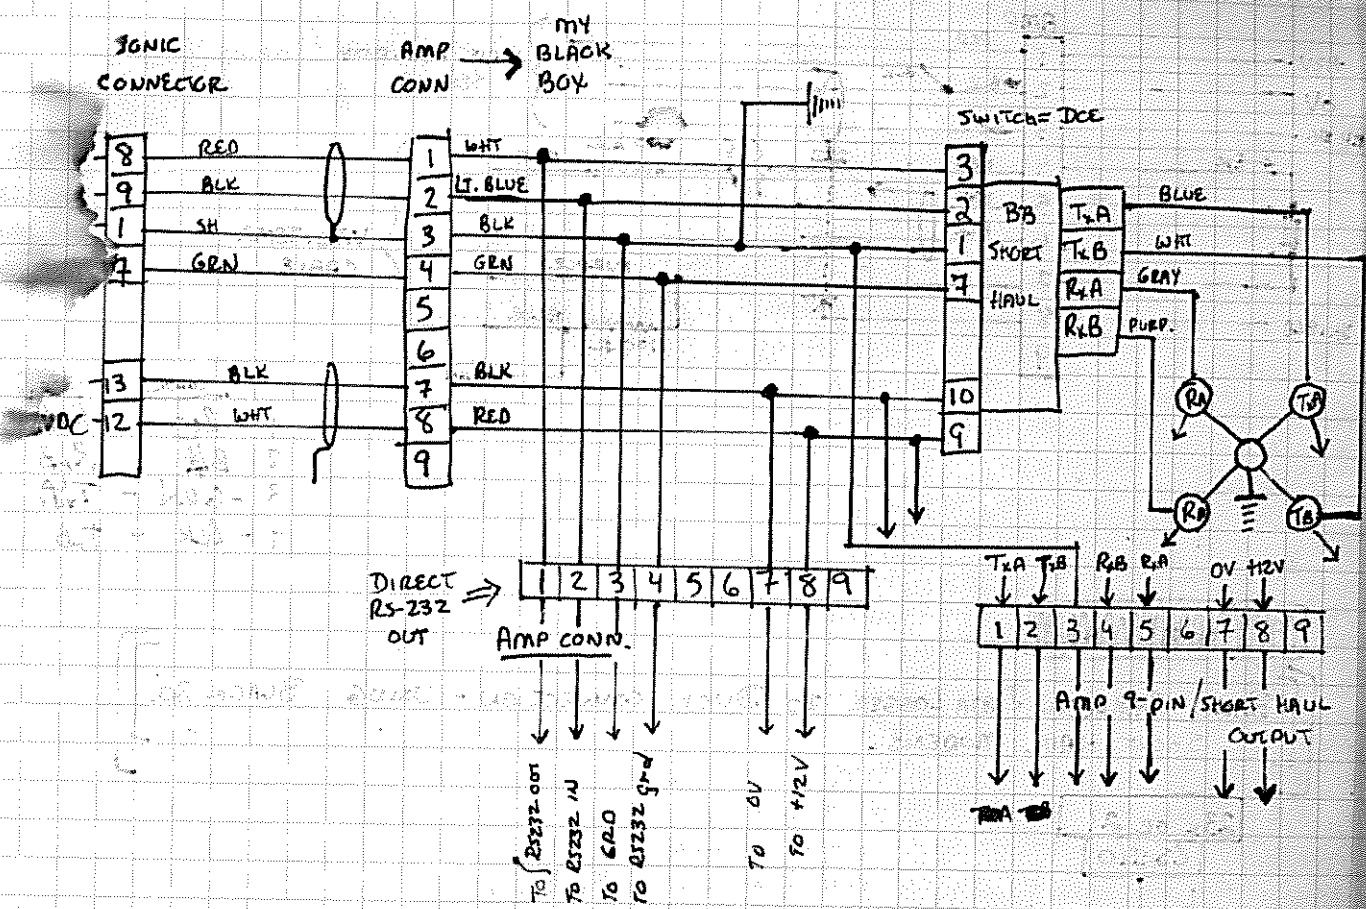 IGNIC
CONNECTOR
AMP
CONN
MY
BLACK
BOX
SWITCH= DCE
8 RED 1 WHT 3
9 BLK 2 LT. BLUE 2
1 SH 3 BLK 1
7 GRN 4 GRN 7
5
6
13 BLK 7 BLK 10
VDC 12 WHT 8 RED 9
9
BB
SHORT
HAUL
TxA BLUE
TxB WHT
RxA GRAY
RxB PURP.
RA TxA
RB TB
DIRECT
RS-232
OUT
1 2 3 4 5 6 7 8 9
AMP CONN.
TO RS232 OUT
TO RS232 IN
TO GRD
TO RS232 grd
TO 0V
TO +12V
TxA TxB RxB RxA 0V +12V
1 2 3 4 5 6 7 8 9
AMP 9-PIN/SHORT HAUL
OUTPUT